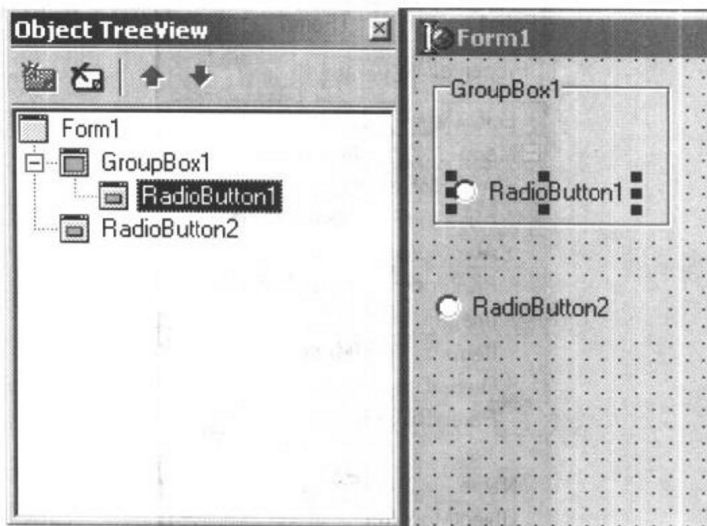 Object TreeView
Form1
GroupBox1
RadioButton1
RadioButton2
Form1
GroupBox1
RadioButton1
RadioButton2